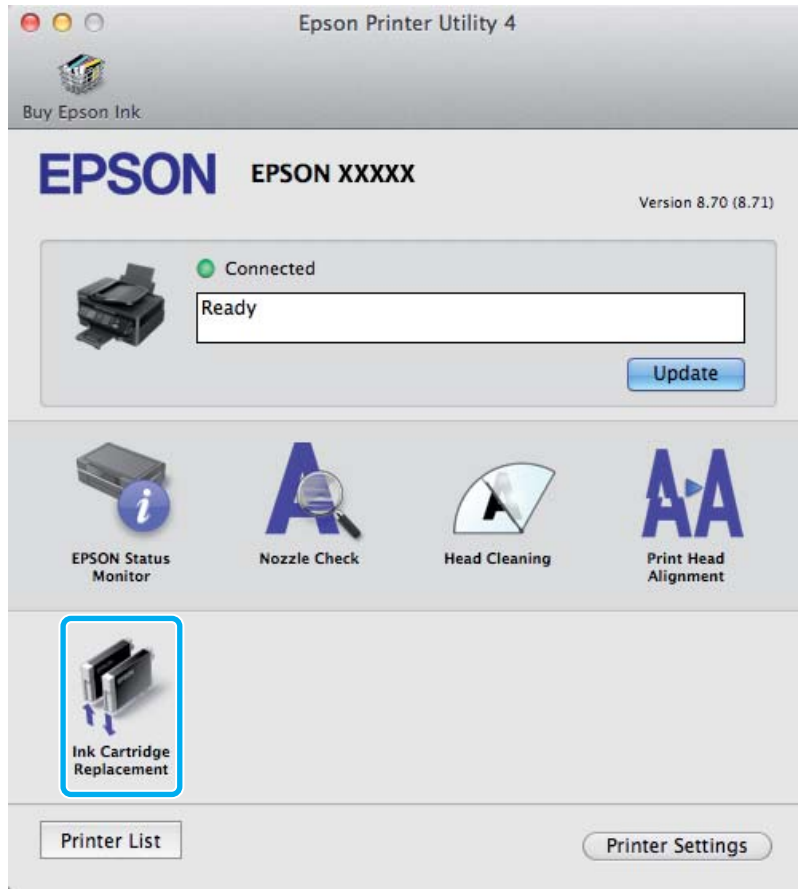 Epson Printer Utility 4
Buy Epson Ink
EPSON
EPSON XXXXX
Version 8.70 (8.71)
Connected
Ready
Update
EPSON Status
Monitor
Nozzle Check
Head Cleaning
Print Head
Alignment
Ink Cartridge
Replacement
Printer List
Printer Settings